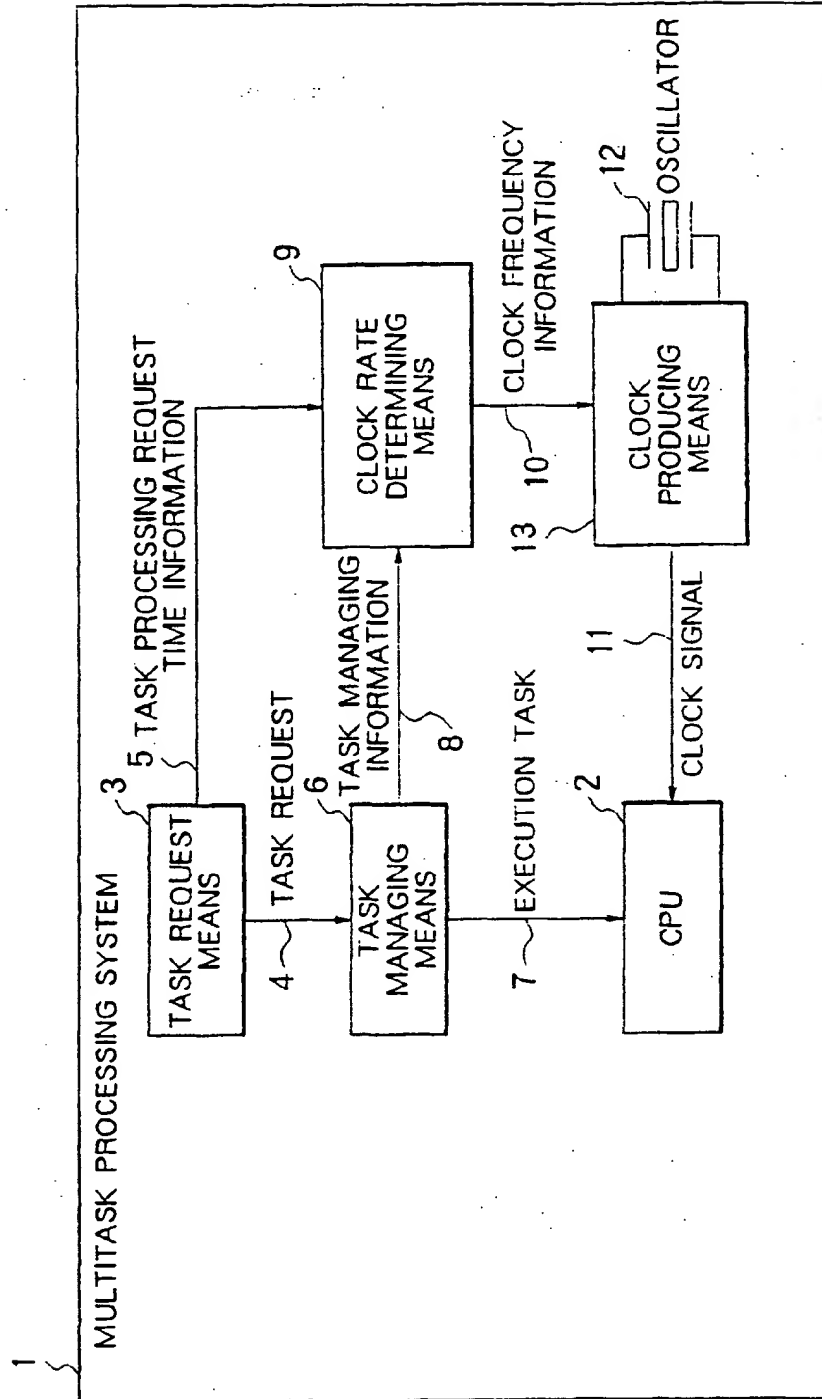 1
MULTITASK PROCESSING SYSTEM
3
TASK REQUEST
MEANS
5 TASK PROCESSING REQUEST
TIME INFORMATION
4
TASK REQUEST
6
TASK
MANAGING
MEANS
TASK MANAGING
INFORMATION
8
9
CLOCK RATE
DETERMINING
MEANS
7
EXECUTION TASK
10
CLOCK FREQUENCY
INFORMATION
2
CPU
11
CLOCK SIGNAL
13
CLOCK
PRODUCING
MEANS
12
OSCILLATOR